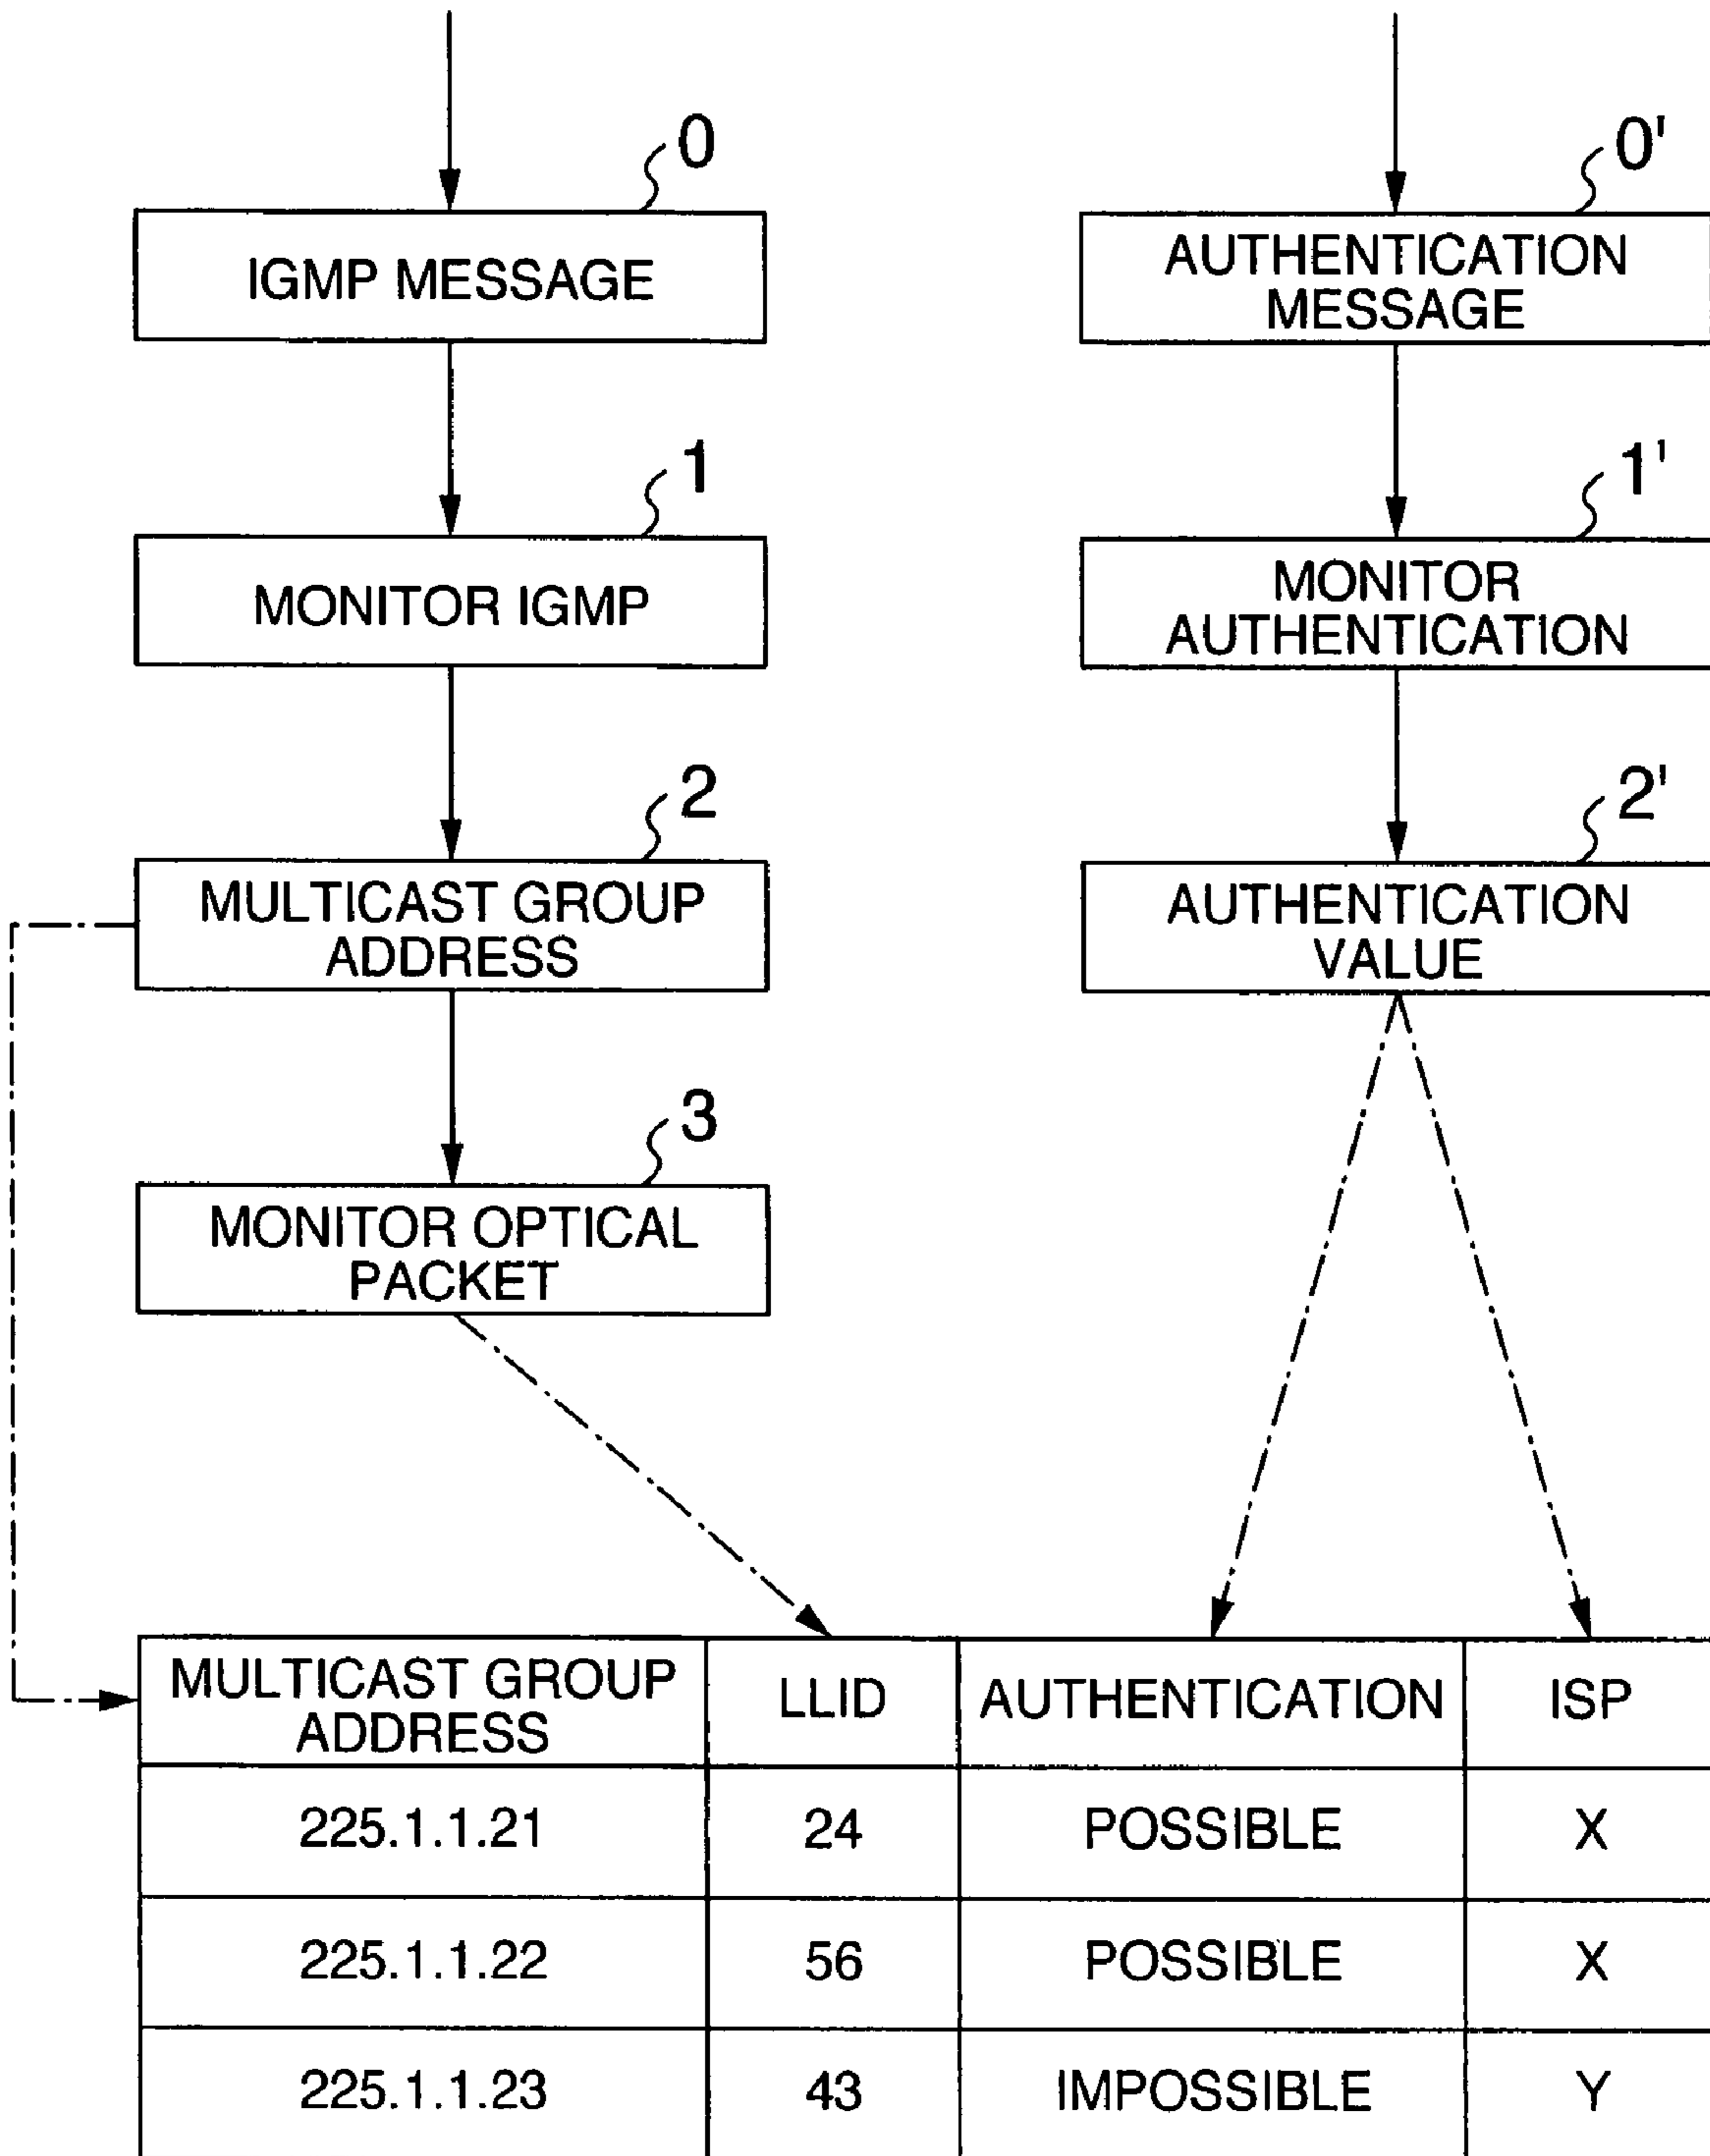 0
IGMP MESSAGE
0'
AUTHENTICATION
MESSAGE
1
MONITOR IGMP
1'
MONITOR
AUTHENTICATION
2
MULTICAST GROUP
ADDRESS
2'
AUTHENTICATION
VALUE
3
MONITOR OPTICAL
PACKET
MULTICAST GROUP
ADDRESS
LLID
AUTHENTICATION
ISP
225.1.1.21
24
POSSIBLE
X
225.1.1.22
56
POSSIBLE
X
225.1.1.23
43
IMPOSSIBLE
Y